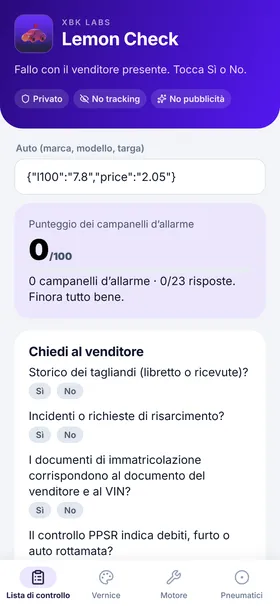 XBK LABS
Lemon Check
Fallo con il venditore presente. Tocca Sì o No.
Privato
No tracking
No pubblicità
Auto (marca, modello, targa)
{"l100":"7.8","price":"2.05"}
Punteggio dei campanelli d'allarme
0/100
0 campanelli d'allarme · 0/23 risposte.
Finora tutto bene.
Chiedi al venditore
Storico dei tagliandi (libretto o ricevute)?
Sì No
Incidenti o richieste di risarcimento?
Sì No
I documenti di immatricolazione
corrispondono al documento del
venditore e al VIN?
Sì No
Il controllo PPSR indica debiti, furto o
auto rottamata?
Lista di controllo
Vernice
Motore
Pneumatici